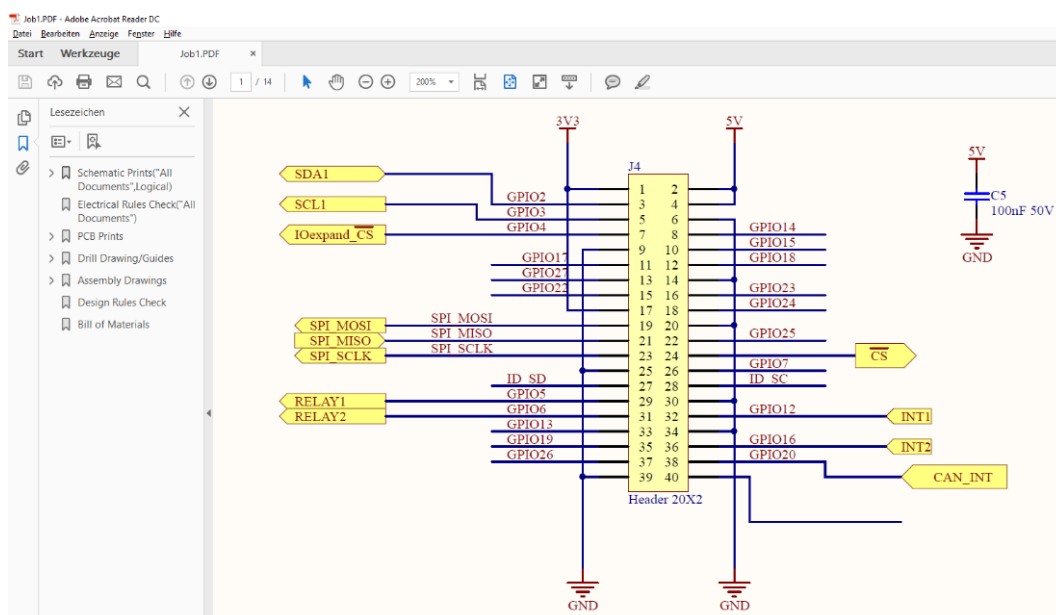 Job1.PDF - Adobe Acrobat Reader DC
Datei Bearbeiten Anzeige Fenster Hilfe
Start Werkzeuge Job1.PDF ×
1 / 14 200%
Lesezeichen
Schematic Prints("All
Documents",Logical)
Electrical Rules Check("All
Documents")
PCB Prints
Drill Drawing/Guides
Assembly Drawings
Design Rules Check
Bill of Materials
3V3 5V
J4
5V
C5
100nF 50V
GND
SDA1 1 2
GPIO2 3 4
SCL1 GPIO3 5 6
IOexpand_CS GPIO4 7 8 GPIO14
9 10 GPIO15
GPIO17 11 12 GPIO18
GPIO27 13 14
GPIO22 15 16 GPIO23
17 18 GPIO24
SPI_MOSI SPI_MOSI 19 20
SPI_MISO SPI_MISO 21 22 GPIO25
SPI_SCLK SPI_SCLK 23 24 CS
25 26 GPIO7
ID_SD 27 28 ID_SC
RELAY1 GPIO5 29 30
RELAY2 GPIO6 31 32 GPIO12 INT1
GPIO13 33 34
GPIO19 35 36 GPIO16 INT2
GPIO26 37 38 GPIO20
39 40 CAN_INT
Header 20X2
GND GND